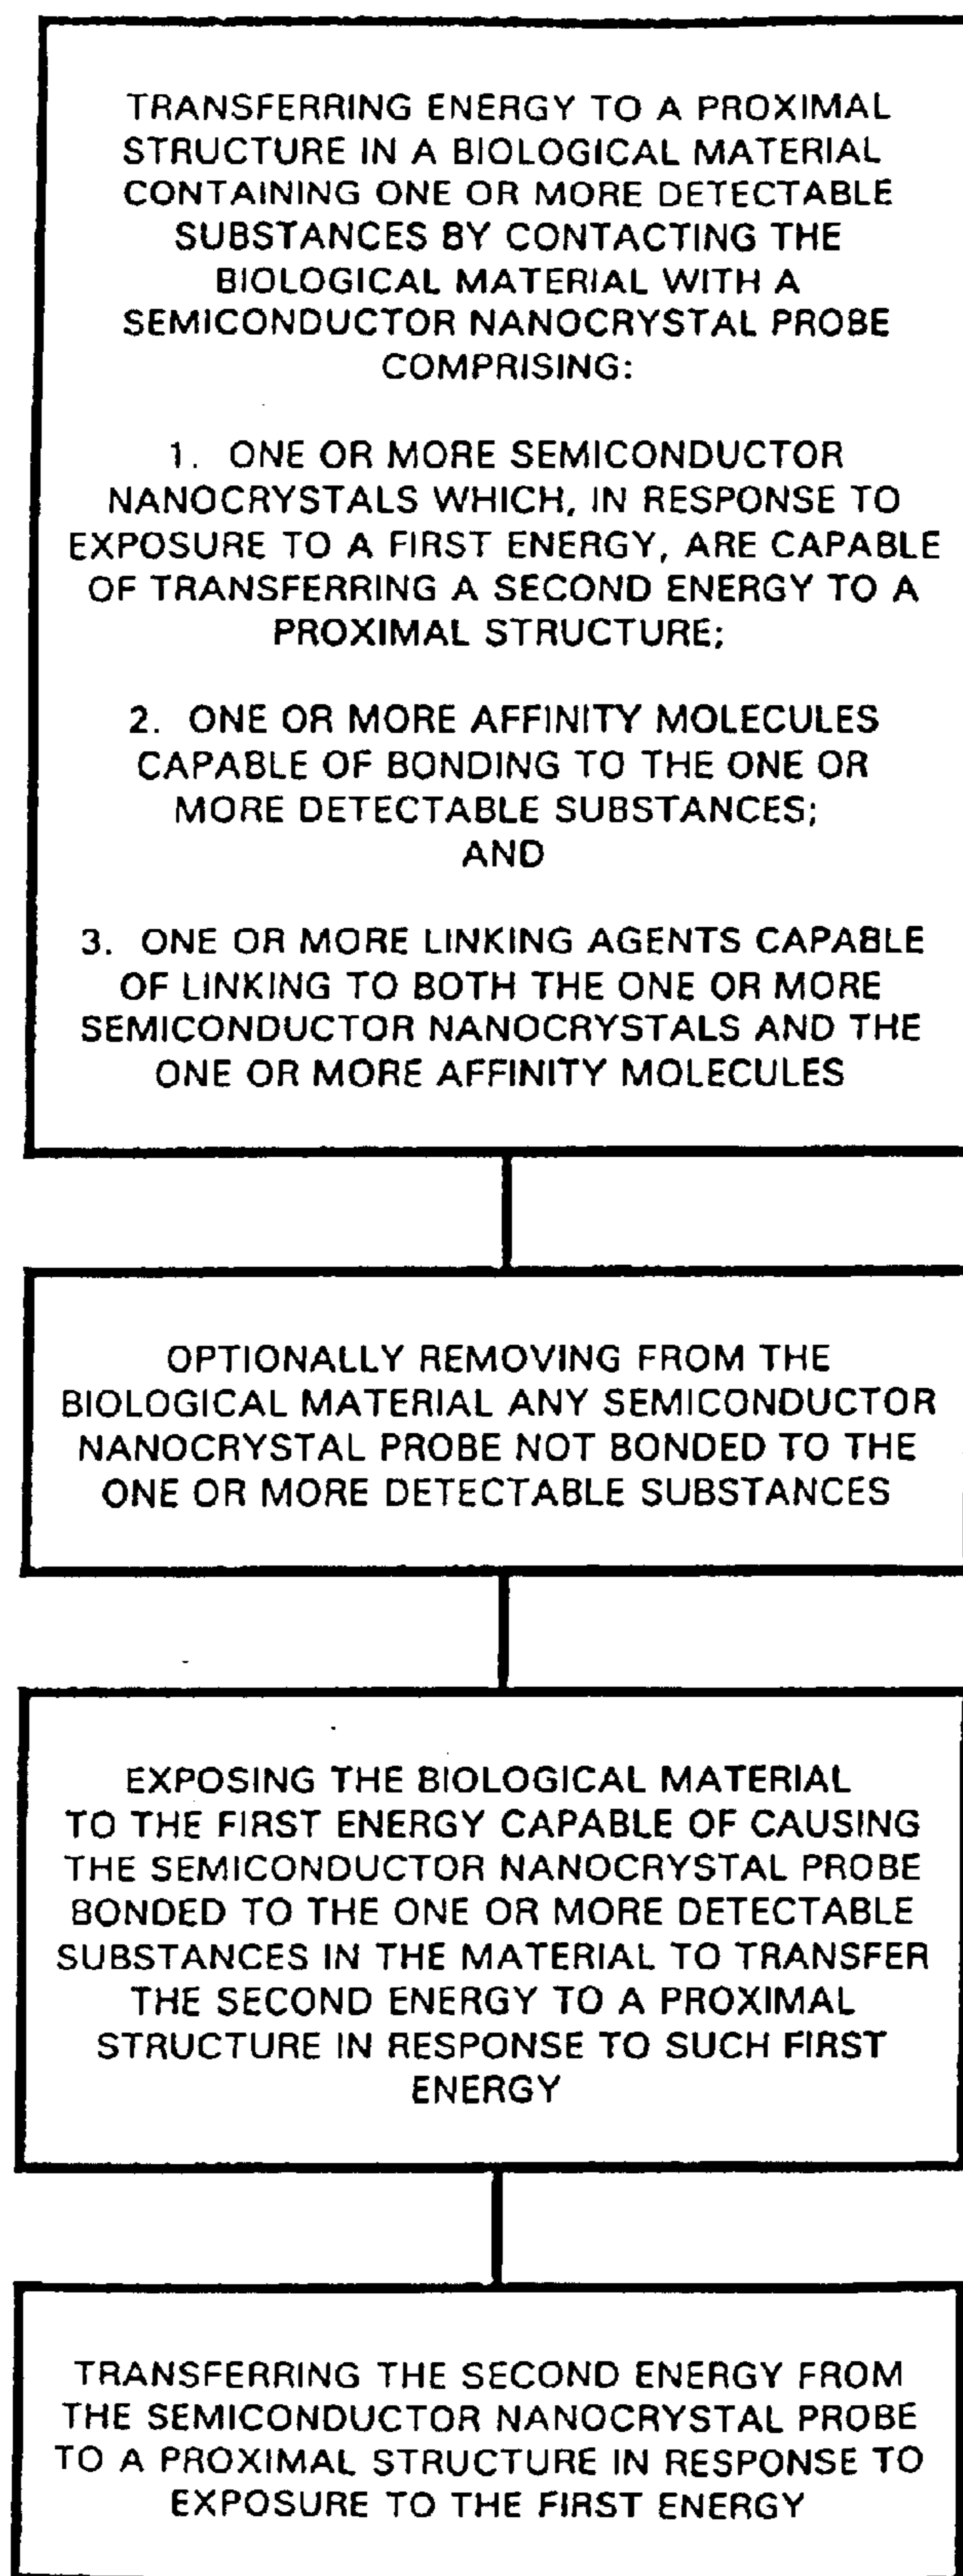 TRANSFERRING ENERGY TO A PROXIMAL
STRUCTURE IN A BIOLOGICAL MATERIAL
CONTAINING ONE OR MORE DETECTABLE
SUBSTANCES BY CONTACTING THE
BIOLOGICAL MATERIAL WITH A
SEMICONDUCTOR NANOCRYSTAL PROBE
COMPRISING:
1. ONE OR MORE SEMICONDUCTOR
NANOCRYSTALS WHICH, IN RESPONSE TO
EXPOSURE TO A FIRST ENERGY, ARE CAPABLE
OF TRANSFERRING A SECOND ENERGY TO A
PROXIMAL STRUCTURE;
2. ONE OR MORE AFFINITY MOLECULES
CAPABLE OF BONDING TO THE ONE OR
MORE DETECTABLE SUBSTANCES;
AND
3. ONE OR MORE LINKING AGENTS CAPABLE
OF LINKING TO BOTH THE ONE OR MORE
SEMICONDUCTOR NANOCRYSTALS AND THE
ONE OR MORE AFFINITY MOLECULES
OPTIONALLY REMOVING FROM THE
BIOLOGICAL MATERIAL ANY SEMICONDUCTOR
NANOCRYSTAL PROBE NOT BONDED TO THE
ONE OR MORE DETECTABLE SUBSTANCES
EXPOSING THE BIOLOGICAL MATERIAL
TO THE FIRST ENERGY CAPABLE OF CAUSING
THE SEMICONDUCTOR NANOCRYSTAL PROBE
BONDED TO THE ONE OR MORE DETECTABLE
SUBSTANCES IN THE MATERIAL TO TRANSFER
THE SECOND ENERGY TO A PROXIMAL
STRUCTURE IN RESPONSE TO SUCH FIRST
ENERGY
TRANSFERRING THE SECOND ENERGY FROM
THE SEMICONDUCTOR NANOCRYSTAL PROBE
TO A PROXIMAL STRUCTURE IN RESPONSE TO
EXPOSURE TO THE FIRST ENERGY